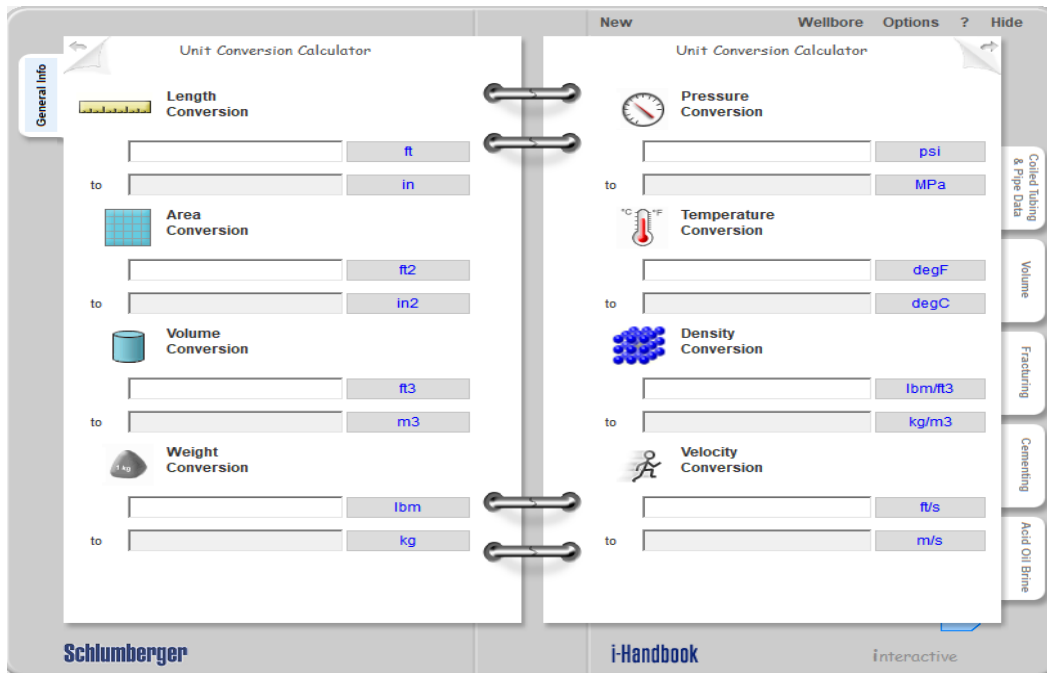 New Wellbore Options ? Hide
General Info
Unit Conversion Calculator
Length
Conversion
ft
to in
Area
Conversion
ft2
to in2
Volume
Conversion
ft3
to m3
Weight
Conversion
1 kg
lbm
to kg
Unit Conversion Calculator
Pressure
Conversion
psi
to MPa
°C °F
Temperature
Conversion
degF
to degC
Density
Conversion
lbm/ft3
to kg/m3
Velocity
Conversion
ft/s
to m/s
Coiled Tubing
& Pipe Data
Volume
Fracturing
Cementing
Acid Oil Brine
Schlumberger
i-Handbook
interactive